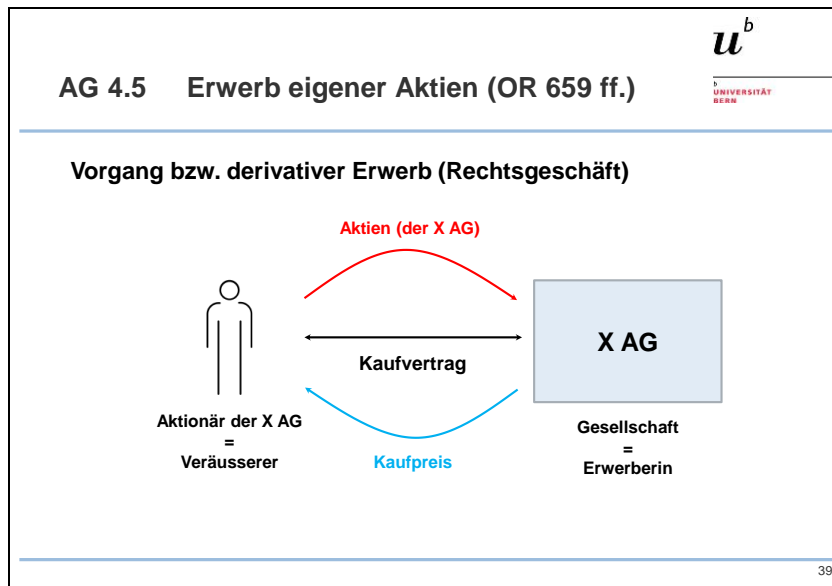 u^b
AG 4.5 Erwerb eigener Aktien (OR 659 ff.)
b
UNIVERSITÄT
BERN
Vorgang bzw. derivativer Erwerb (Rechtsgeschäft)
Aktien (der X AG)
X AG
Kaufvertrag
Aktionär der X AG
=
Veräusserer
Kaufpreis
Gesellschaft
=
Erwerberin
39